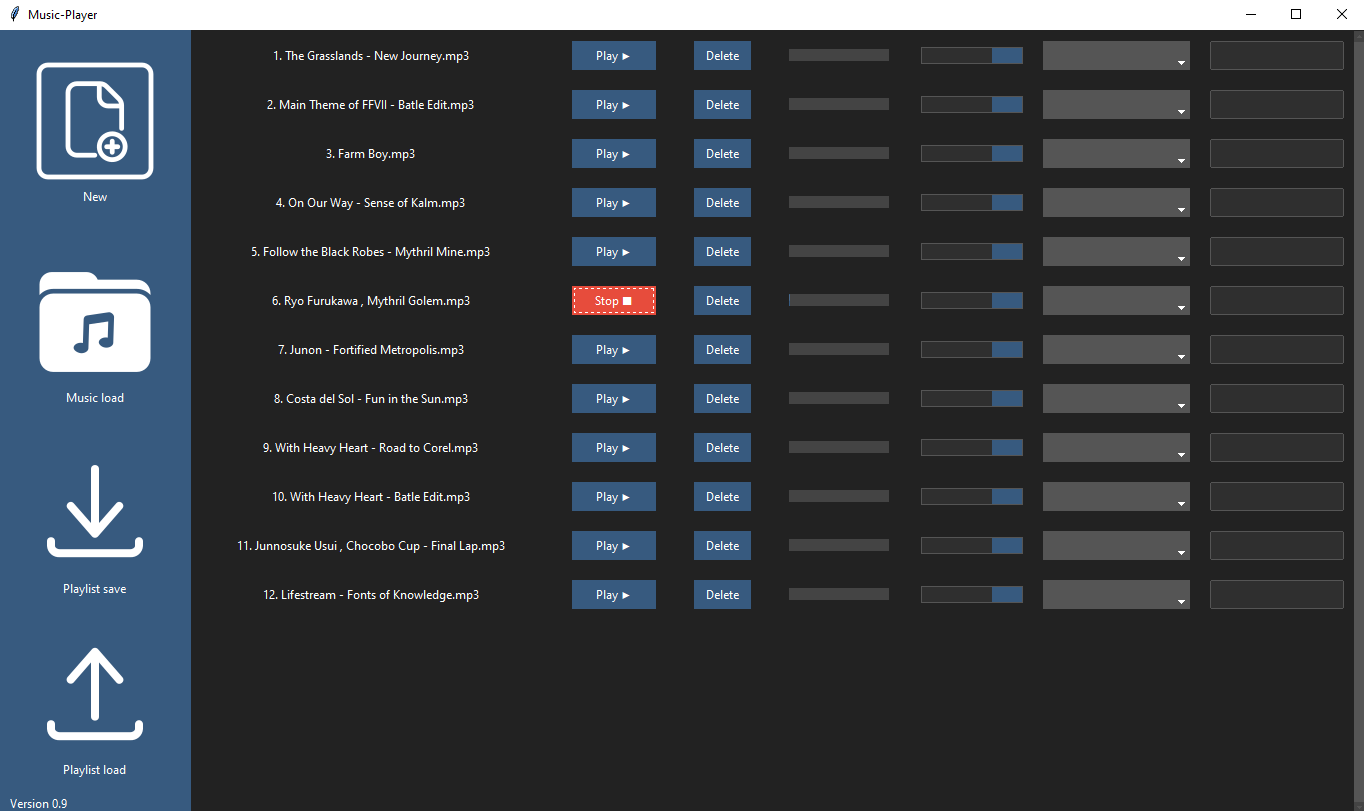 Music-Player
New
Music load
Playlist save
Playlist load
Version 0.9
1. The Grasslands - New Journey.mp3 Play ► Delete
2. Main Theme of FFVII - Batle Edit.mp3 Play ► Delete
3. Farm Boy.mp3 Play ► Delete
4. On Our Way - Sense of Kalm.mp3 Play ► Delete
5. Follow the Black Robes - Mythril Mine.mp3 Play ► Delete
6. Ryo Furukawa , Mythril Golem.mp3 Stop ■ Delete
7. Junon - Fortified Metropolis.mp3 Play ► Delete
8. Costa del Sol - Fun in the Sun.mp3 Play ► Delete
9. With Heavy Heart - Road to Corel.mp3 Play ► Delete
10. With Heavy Heart - Batle Edit.mp3 Play ► Delete
11. Junnosuke Usui , Chocobo Cup - Final Lap.mp3 Play ► Delete
12. Lifestream - Fonts of Knowledge.mp3 Play ► Delete